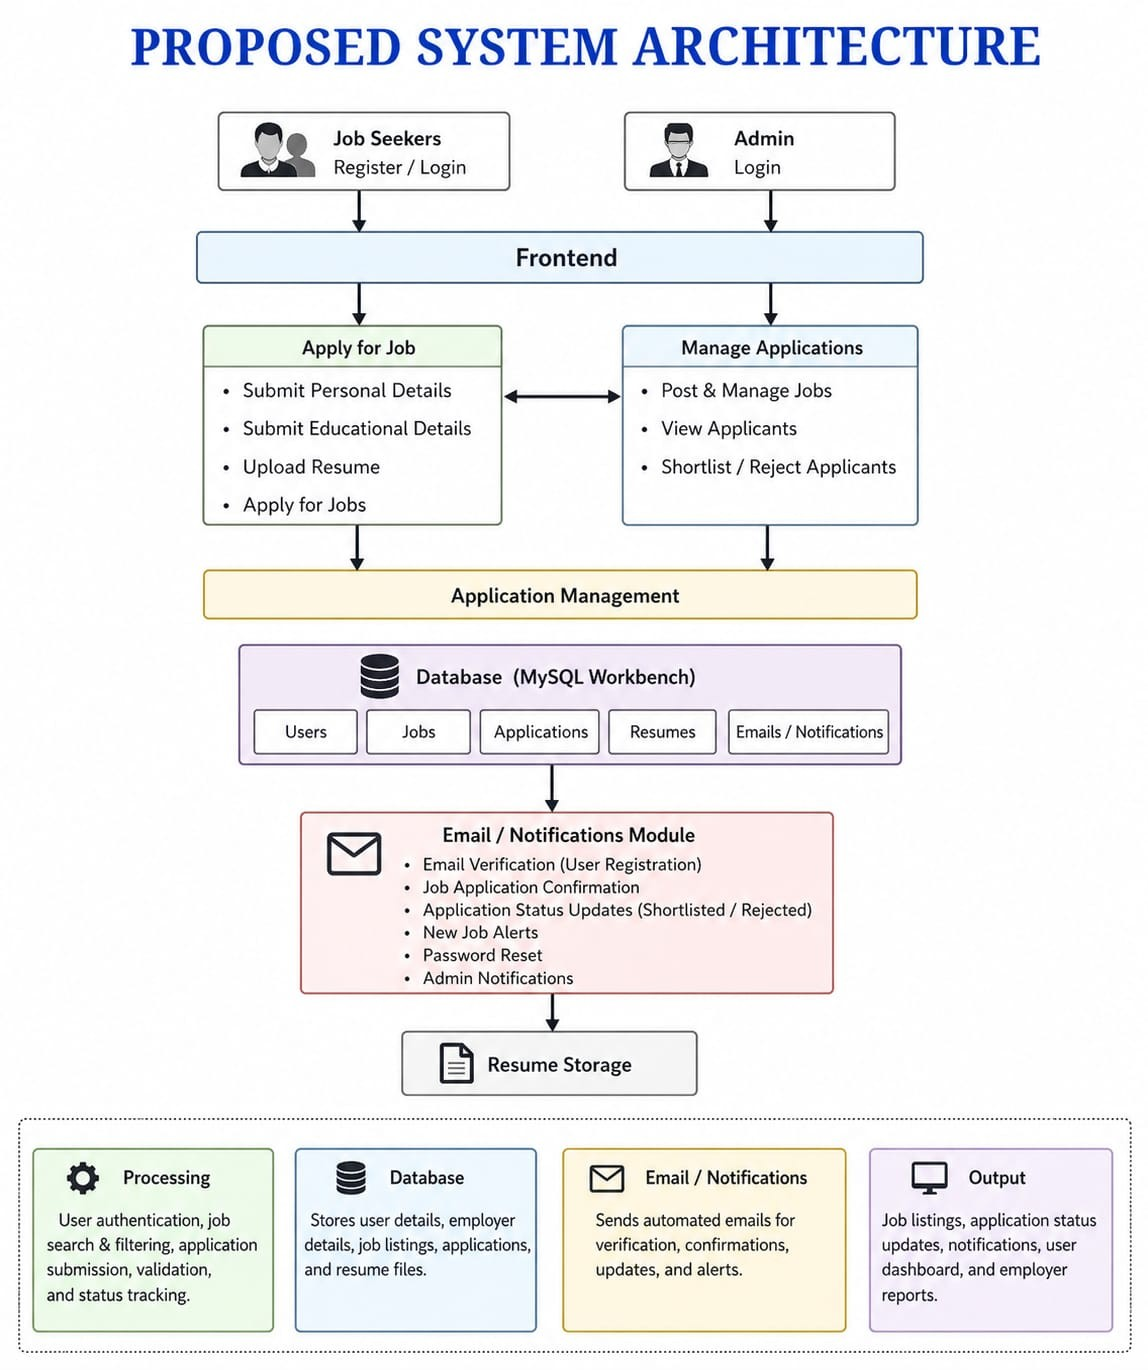 PROPOSED SYSTEM ARCHITECTURE
Job Seekers
Register / Login
Admin
Login
Frontend
Apply for Job
• Submit Personal Details
• Submit Educational Details
• Upload Resume
• Apply for Jobs
Manage Applications
• Post & Manage Jobs
• View Applicants
• Shortlist / Reject Applicants
Application Management
Database (MySQL Workbench)
Users
Jobs
Applications
Resumes
Emails / Notifications
Email / Notifications Module
• Email Verification (User Registration)
• Job Application Confirmation
• Application Status Updates (Shortlisted / Rejected)
• New Job Alerts
• Password Reset
• Admin Notifications
Resume Storage
Processing
User authentication, job
search & filtering, application
submission, validation,
and status tracking.
Database
Stores user details, employer
details, job listings, applications,
and resume files.
Email / Notifications
Sends automated emails for
verification, confirmations,
updates, and alerts.
Output
Job listings, application status
updates, notifications, user
dashboard, and employer
reports.